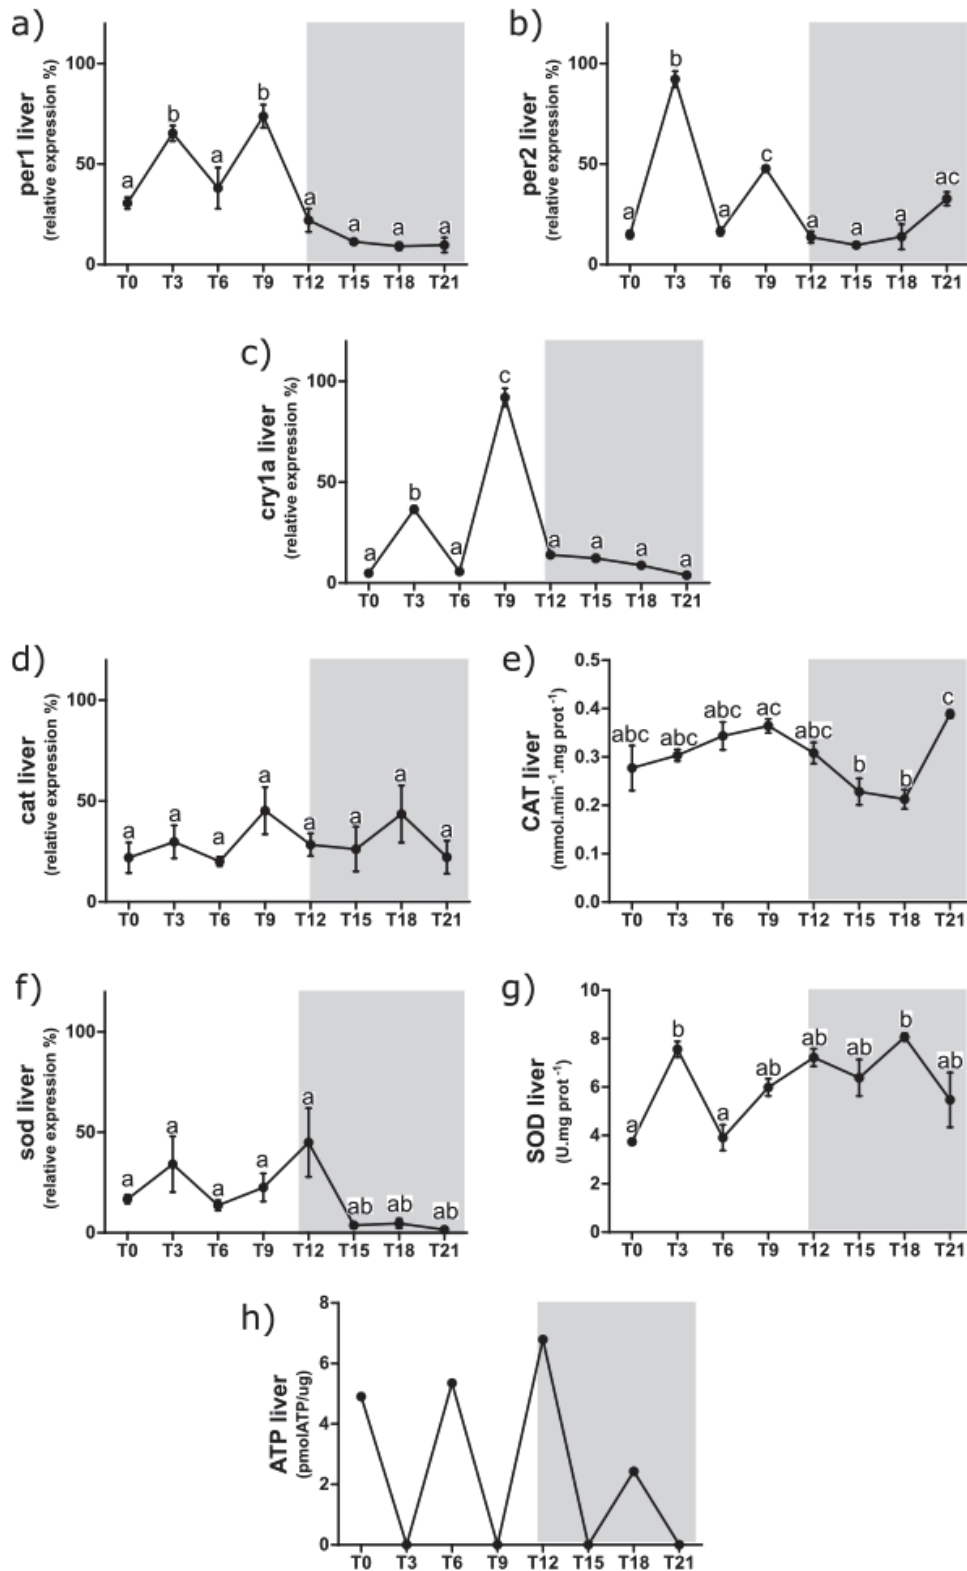 a)
per1 liver
(relative expression %)
100
50
0
a
b
a
b
a
a
a
a
T0 T3 T6 T9 T12 T15 T18 T21
b)
per2 liver
(relative expression %)
100
50
0
a
b
a
c
a
a
a
ac
T0 T3 T6 T9 T12 T15 T18 T21
c)
cry1a liver
(relative expression %)
100
50
0
a
b
a
c
a
a
a
a
T0 T3 T6 T9 T12 T15 T18 T21
d)
cat liver
(relative expression %)
100
50
0
a
a
a
a
a
a
a
a
T0 T3 T6 T9 T12 T15 T18 T21
e)
CAT liver
(mmol.min⁻¹.mg prot⁻¹)
0.5
0.4
0.3
0.2
0.1
0.0
abc
abc
abc
ac
abc
b
b
c
T0 T3 T6 T9 T12 T15 T18 T21
f)
sod liver
(relative expression %)
100
50
0
a
a
a
a
a
ab
ab
ab
T0 T3 T6 T9 T12 T15 T18 T21
g)
SOD liver
(U.mg prot⁻¹)
10
8
6
4
2
0
a
b
a
ab
ab
ab
b
ab
T0 T3 T6 T9 T12 T15 T18 T21
h)
ATP liver
(pmolATP/ug)
8
6
4
2
0
T0 T3 T6 T9 T12 T15 T18 T21